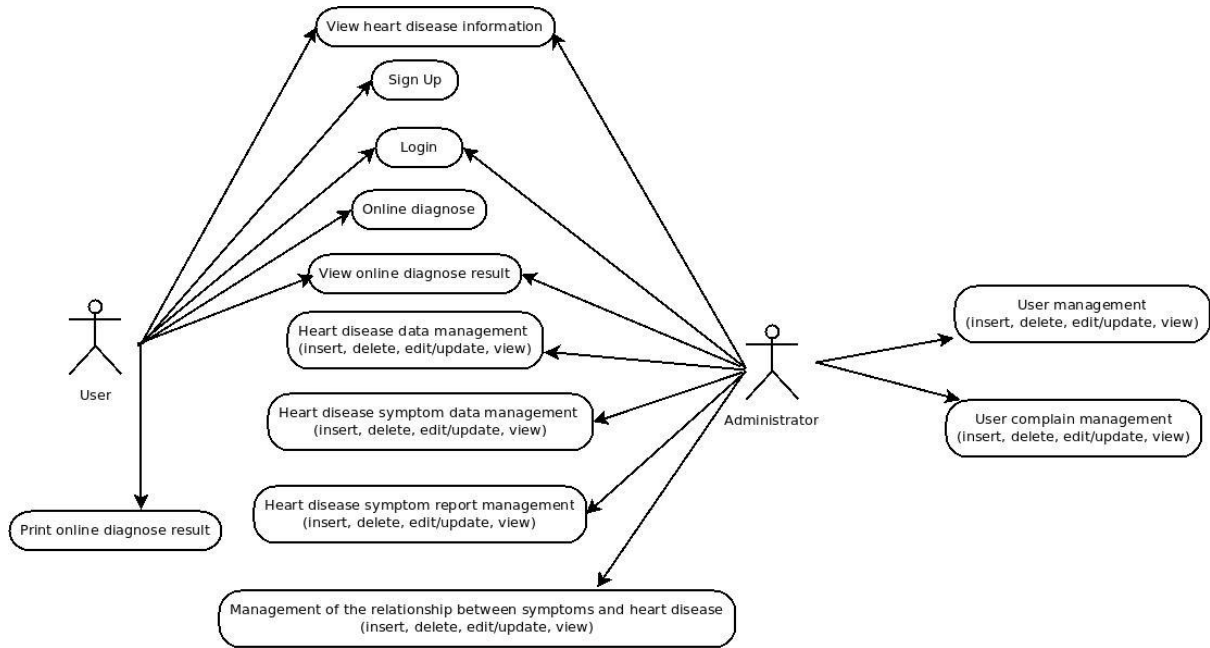 View heart disease information
Sign Up
Login
Online diagnose
View online diagnose result
Heart disease data management
(insert, delete, edit/update, view)
Heart disease symptom data management
(insert, delete, edit/update, view)
Heart disease symptom report management
(insert, delete, edit/update, view)
Management of the relationship between symptoms and heart disease
(insert, delete, edit/update, view)
User
Print online diagnose result
Administrator
User management
(insert, delete, edit/update, view)
User complain management
(insert, delete, edit/update, view)